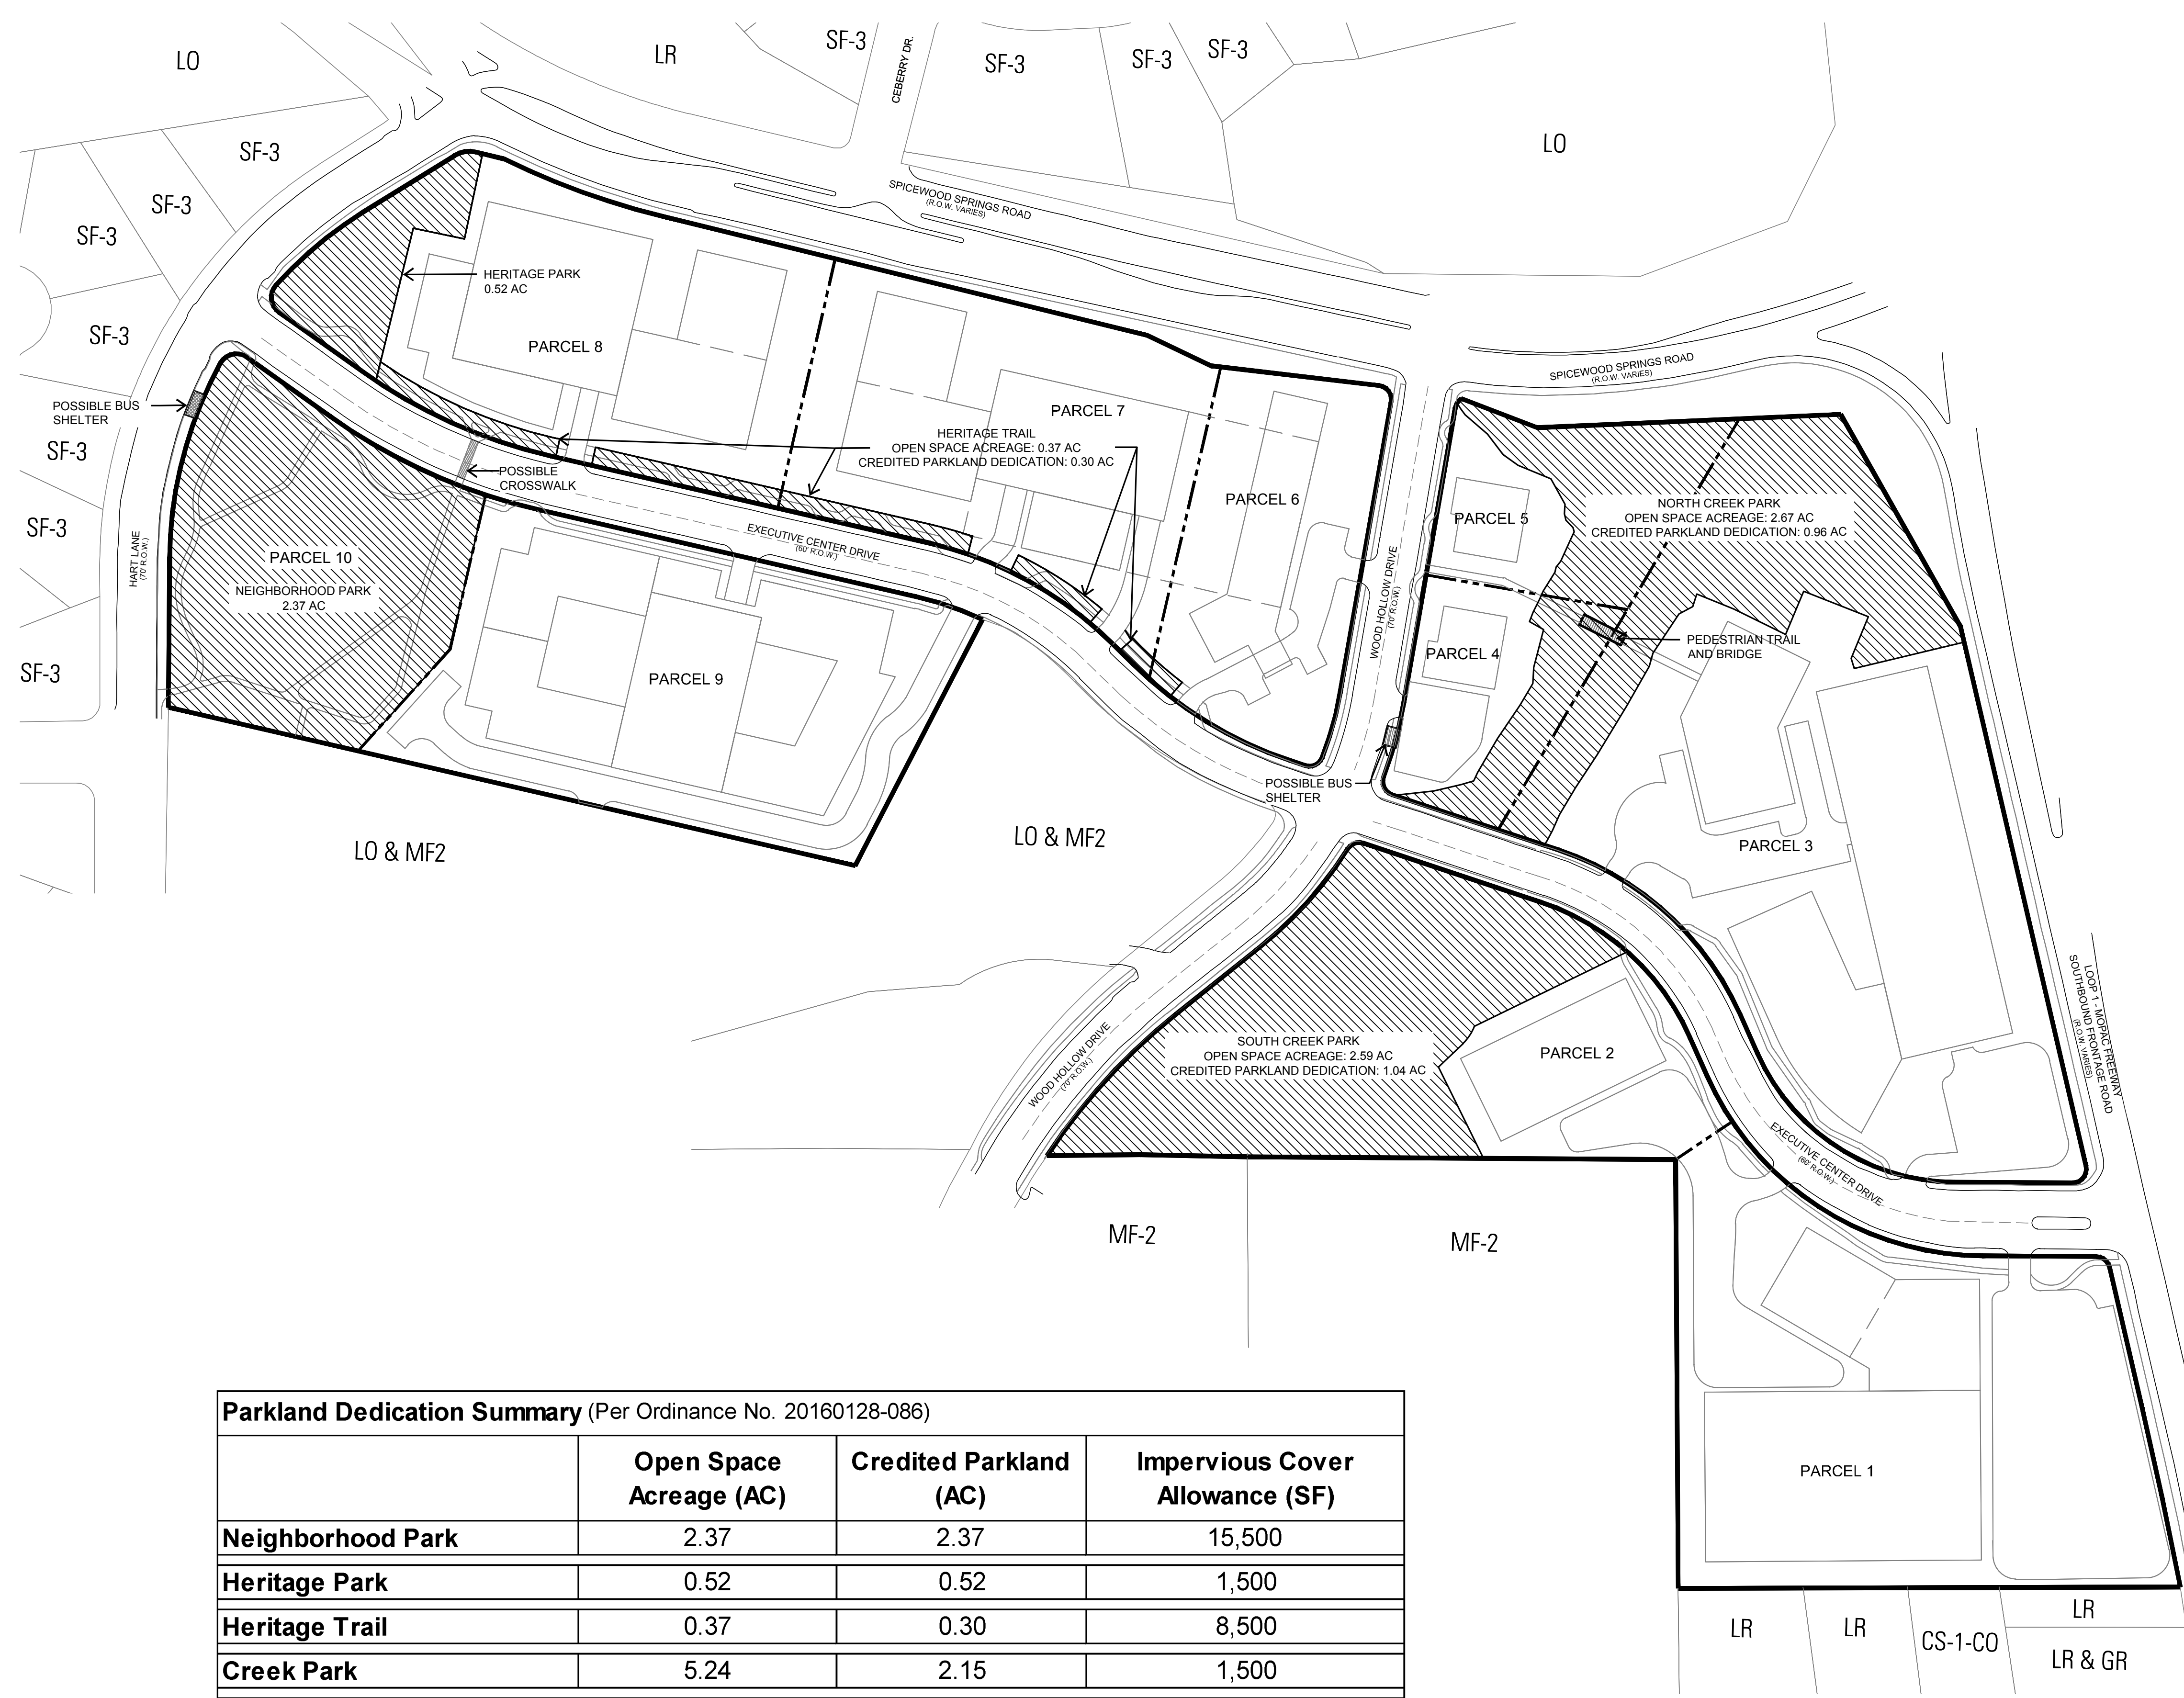 LO
LR
SF-3
CEBERRY DR.
SF-3
SF-3
SF-3
LO
SF-3
SF-3
SF-3
SF-3
SF-3
SF-3
SF-3
SPICEWOOD SPRINGS ROAD
(R.O.W. VARIES)
HERITAGE PARK
0.52 AC
PARCEL 8
SPICEWOOD SPRINGS ROAD
(R.O.W. VARIES)
POSSIBLE BUS
SHELTER
PARCEL 7
HERITAGE TRAIL
OPEN SPACE ACREAGE: 0.37 AC
CREDITED PARKLAND DEDICATION: 0.30 AC
POSSIBLE
CROSSWALK
PARCEL 6
PARCEL 5
NORTH CREEK PARK
OPEN SPACE ACREAGE: 2.67 AC
CREDITED PARKLAND DEDICATION: 0.96 AC
EXECUTIVE CENTER DRIVE
(60' R.O.W.)
HART LANE
(70' R.O.W.)
PARCEL 10
NEIGHBORHOOD PARK
2.37 AC
WOOD HOLLOW DRIVE
(70' R.O.W.)
PARCEL 4
PEDESTRIAN TRAIL
AND BRIDGE
PARCEL 9
POSSIBLE BUS
SHELTER
LO & MF2
LO & MF2
PARCEL 3
LOOP 1 - MOPAC FREEWAY
SOUTHBOUND FRONTAGE ROAD
(R.O.W. VARIES)
SOUTH CREEK PARK
OPEN SPACE ACREAGE: 2.59 AC
CREDITED PARKLAND DEDICATION: 1.04 AC
PARCEL 2
WOOD HOLLOW DRIVE
(70' R.O.W.)
EXECUTIVE CENTER DRIVE
(60' R.O.W.)
MF-2
MF-2
PARCEL 1
LR
LR
CS-1-CO
LR
LR & GR
Parkland Dedication Summary (Per Ordinance No. 20160128-086)
Open Space Acreage (AC) Credited Parkland (AC) Impervious Cover Allowance (SF)
Neighborhood Park 2.37 2.37 15,500
Heritage Park 0.52 0.52 1,500
Heritage Trail 0.37 0.30 8,500
Creek Park 5.24 2.15 1,500